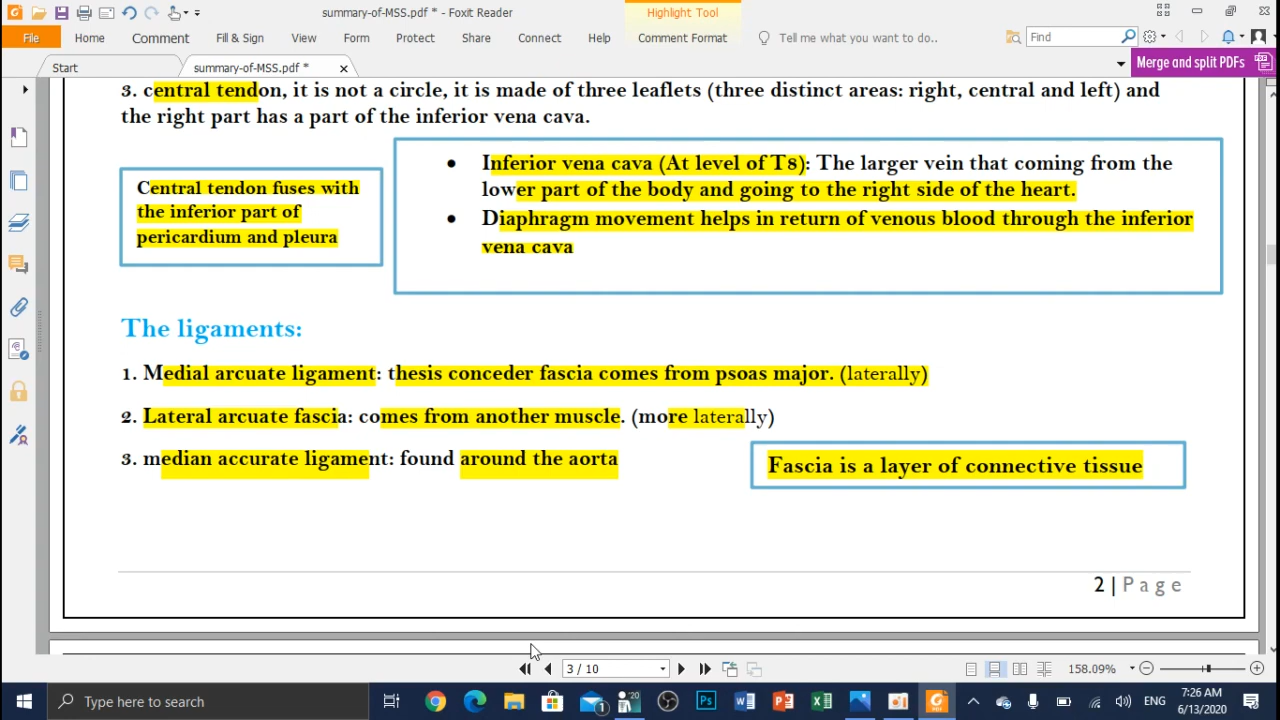 summary-of-MSS.pdf * - Foxit Reader
Highlight Tool
File
Home
Comment
Fill & Sign
View
Form
Protect
Share
Connect
Help
Comment Format
Tell me what you want to do..
Find
Start
summary-of-MSS.pdf *
Merge and split PDFs
3. central tendon, it is not a circle, it is made of three leaflets (three distinct areas: right, central and left) and
the right part has a part of the inferior vena cava.
Central tendon fuses with
the inferior part of
pericardium and pleura
• Inferior vena cava (At level of T8): The larger vein that coming from the
lower part of the body and going to the right side of the heart.
• Diaphragm movement helps in return of venous blood through the inferior
vena cava
The ligaments:
1. Medial arcuate ligament: thesis conceder fascia comes from psoas major. (laterally)
2. Lateral arcuate fascia: comes from another muscle. (more laterally)
3. median accurate ligament: found around the aorta
Fascia is a layer of connective tissue
2 | Page
3 / 10
158.09%
Type here to search
ENG
7:26 AM
6/13/2020